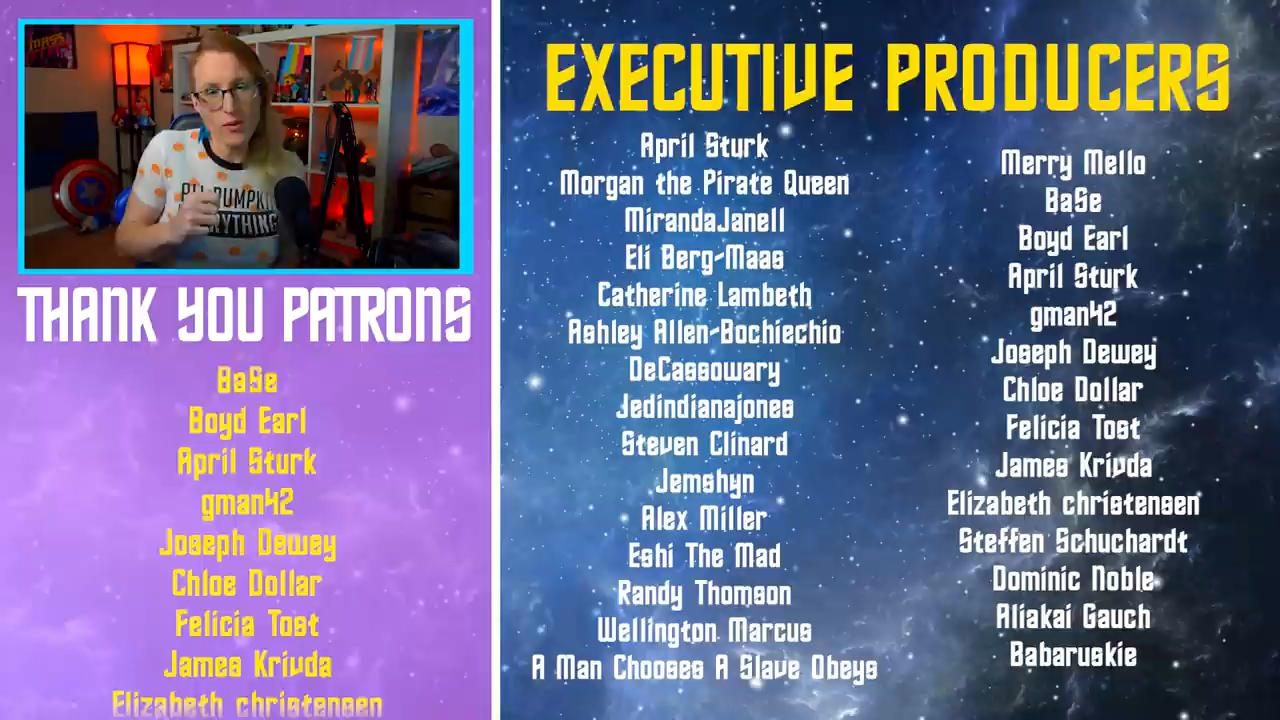 THANK YOU PATRONS
BaSe
Boyd Earl
April Sturk
gman42
Joseph Dewey
Chloe Dollar
Felicia Tost
James Krivda
Elizabeth christensen
EXECUTIVE PRODUCERS
April Sturk
Morgan the Pirate Queen
MirandaJanell
Eli Berg-Maas
Catherine Lambeth
Ashley Allen-Bochiechio
DeCassowary
Jedindianajones
Steven Clinard
Jemshyn
Alex Miller
Eshi The Mad
Randy Thomson
Wellington Marcus
A Man Chooses A Slave Obeys
Merry Mello
BaSe
Boyd Earl
April Sturk
gman42
Joseph Dewey
Chloe Dollar
Felicia Tost
James Krivda
Elizabeth christensen
Steffen Schuchardt
Dominic Noble
Aliakai Gauch
Babaruskie